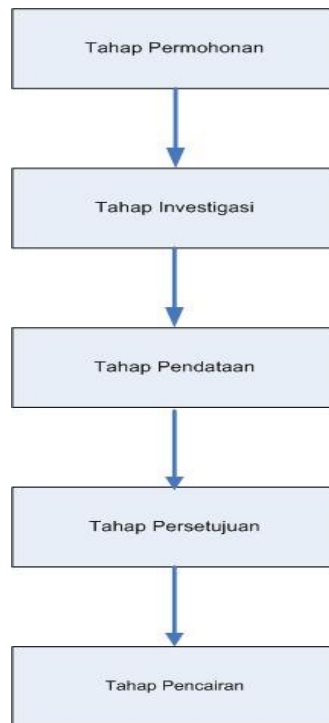 Tahap Permohonan
Tahap Investigasi
Tahap Pendataan
Tahap Persetujuan
Tahap Pencairan